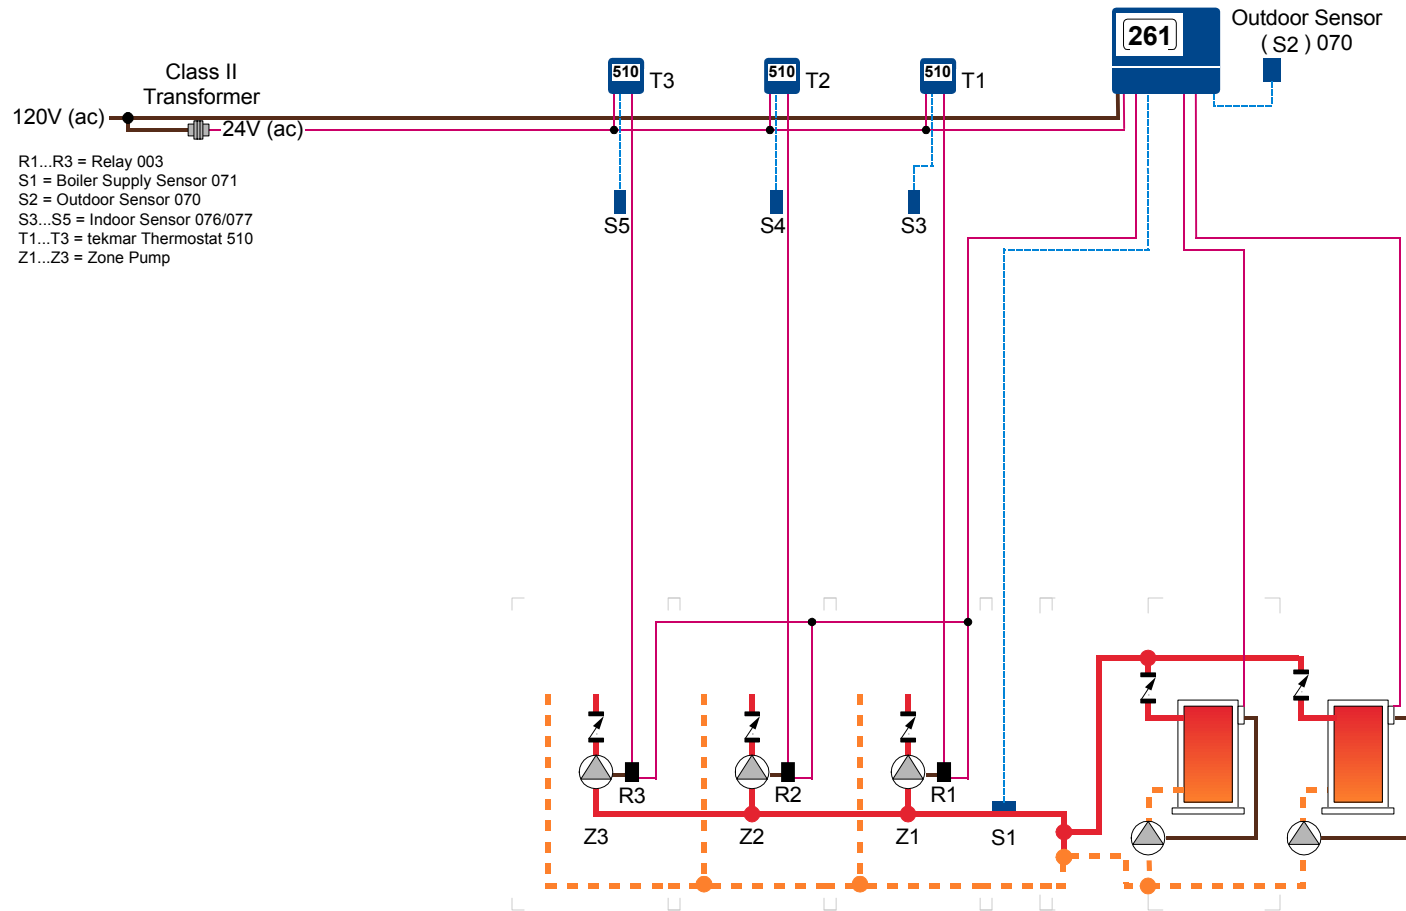 Outdoor Sensor
( S2 ) 070
261
Class II
Transformer
510 T3
510 T2
510 T1
120V (ac)
24V (ac)
R1...R3 = Relay 003
S1 = Boiler Supply Sensor 071
S2 = Outdoor Sensor 070
S3...S5 = Indoor Sensor 076/077
T1...T3 = tekmar Thermostat 510
Z1...Z3 = Zone Pump
S5
S4
S3
R3
R2
R1
Z3
Z2
Z1
S1